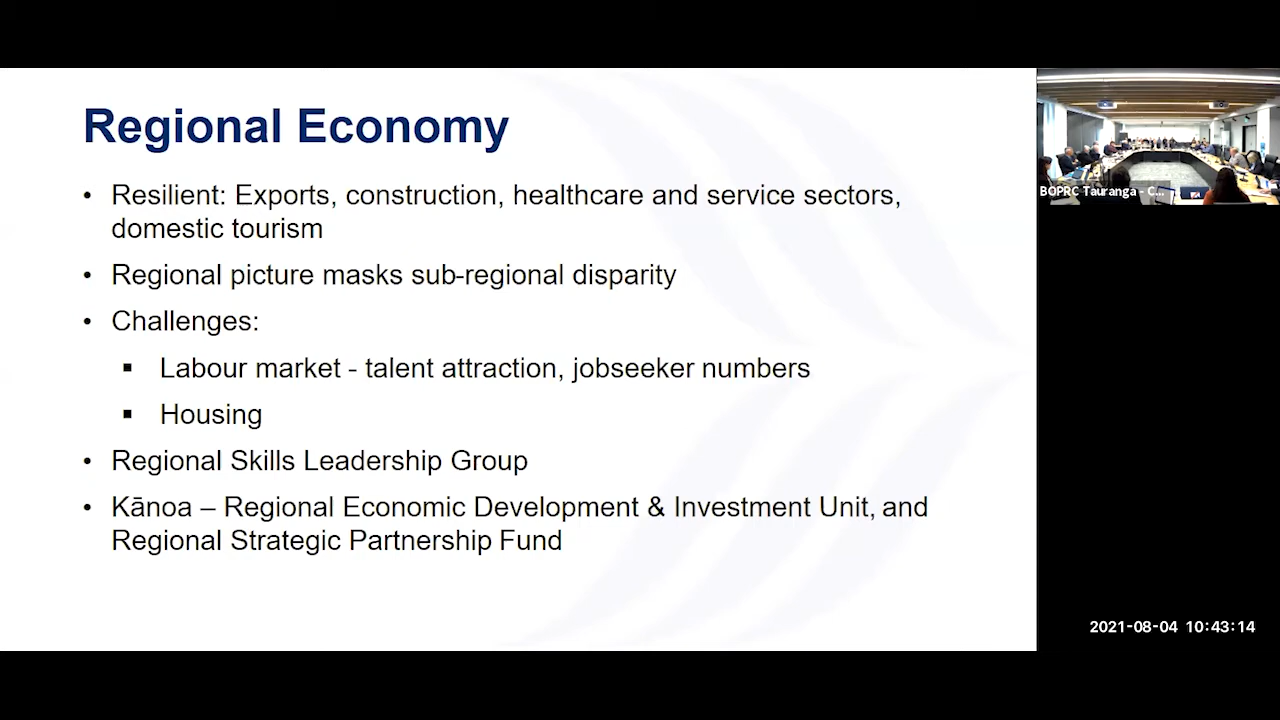 Regional Economy
• Resilient: Exports, construction, healthcare and service sectors,
domestic tourism
• Regional picture masks sub-regional disparity
• Challenges:
▪ Labour market - talent attraction, jobseeker numbers
▪ Housing
• Regional Skills Leadership Group
• Kānoa – Regional Economic Development & Investment Unit, and
Regional Strategic Partnership Fund
BOPRC Tauranga - C...
2021-08-04 10:43:14